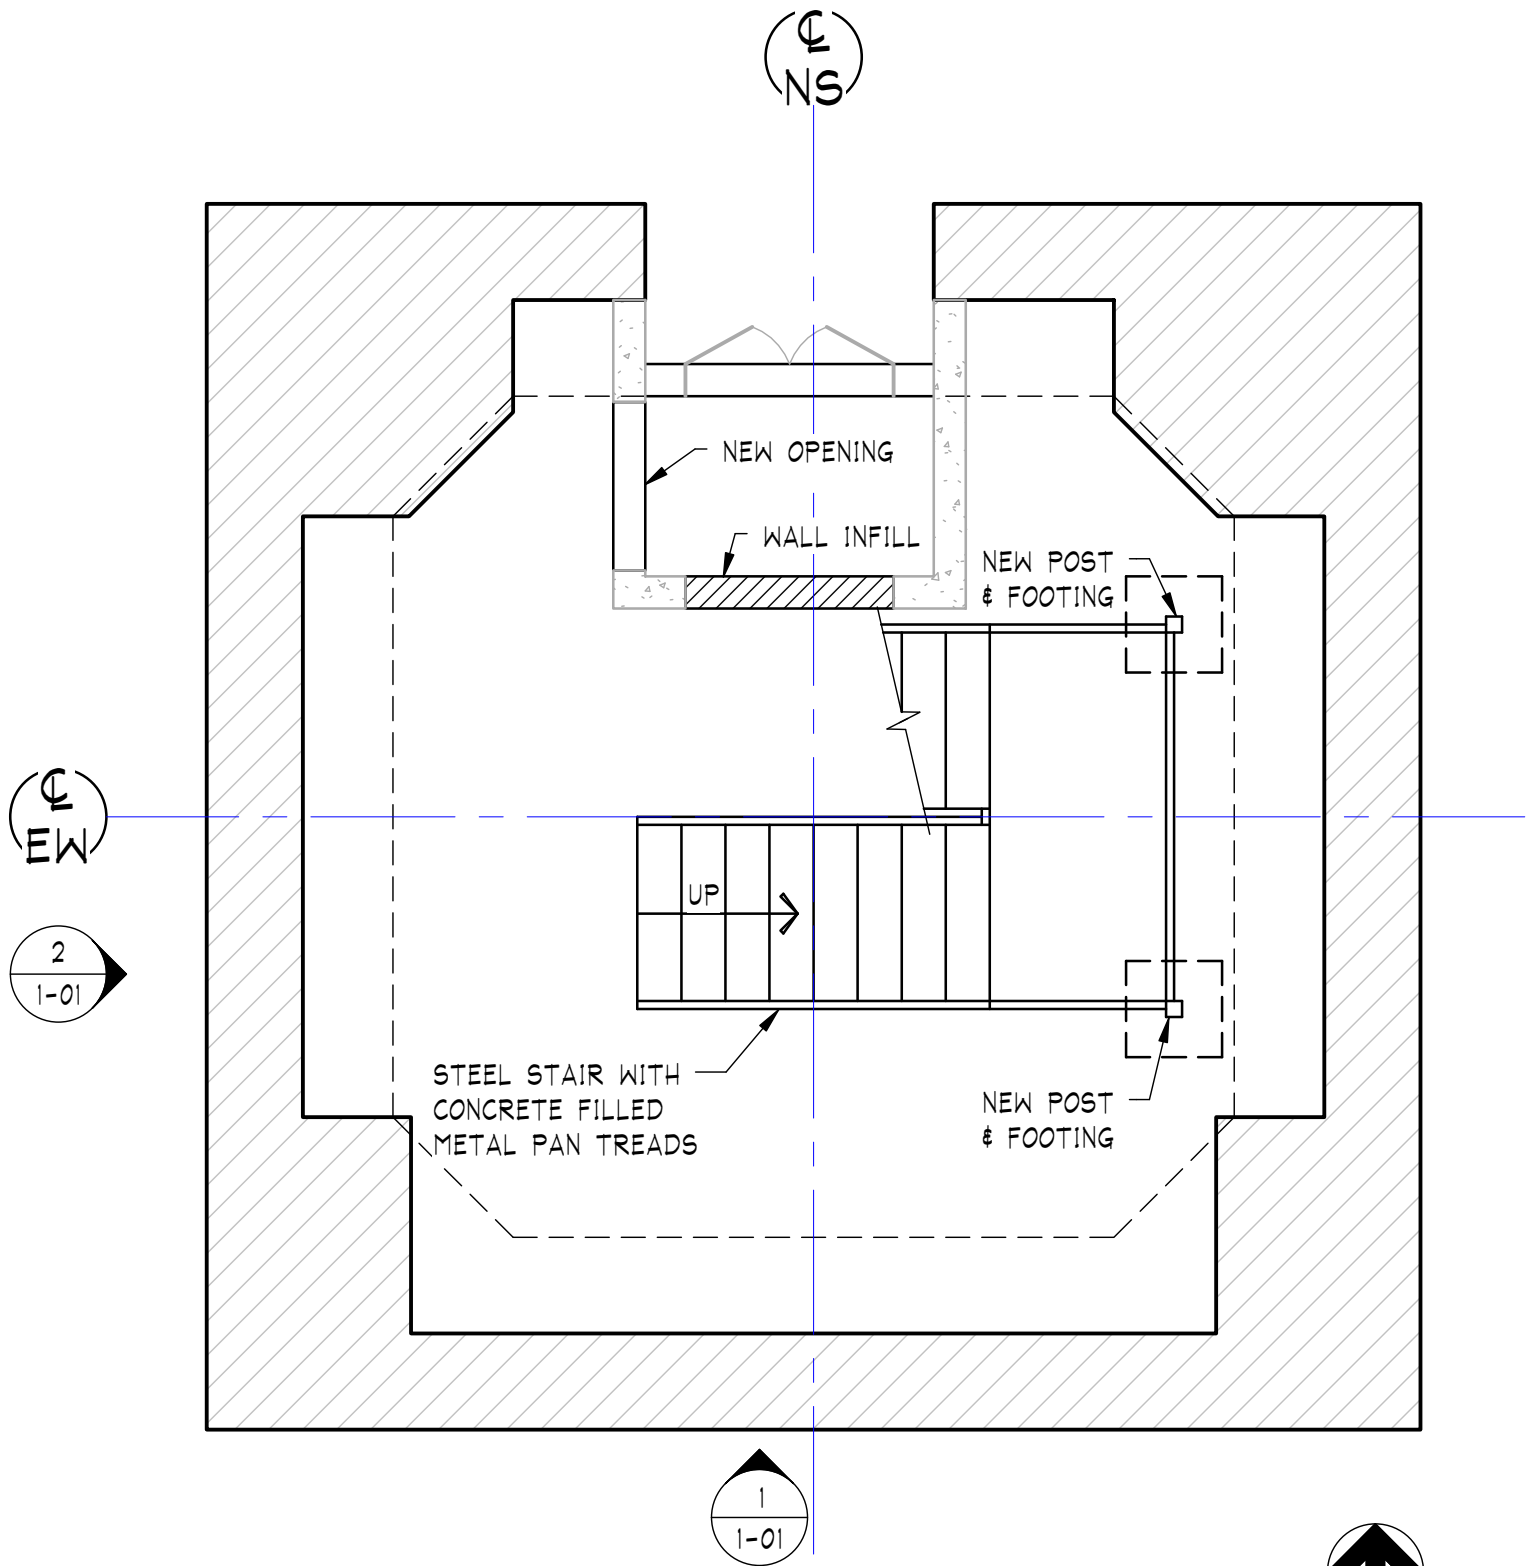 ℄
NS
NEW OPENING
WALL INFILL
NEW POST
& FOOTING
℄
EW
UP
2
1-01
STEEL STAIR WITH
CONCRETE FILLED
METAL PAN TREADS
NEW POST
& FOOTING
1
1-01